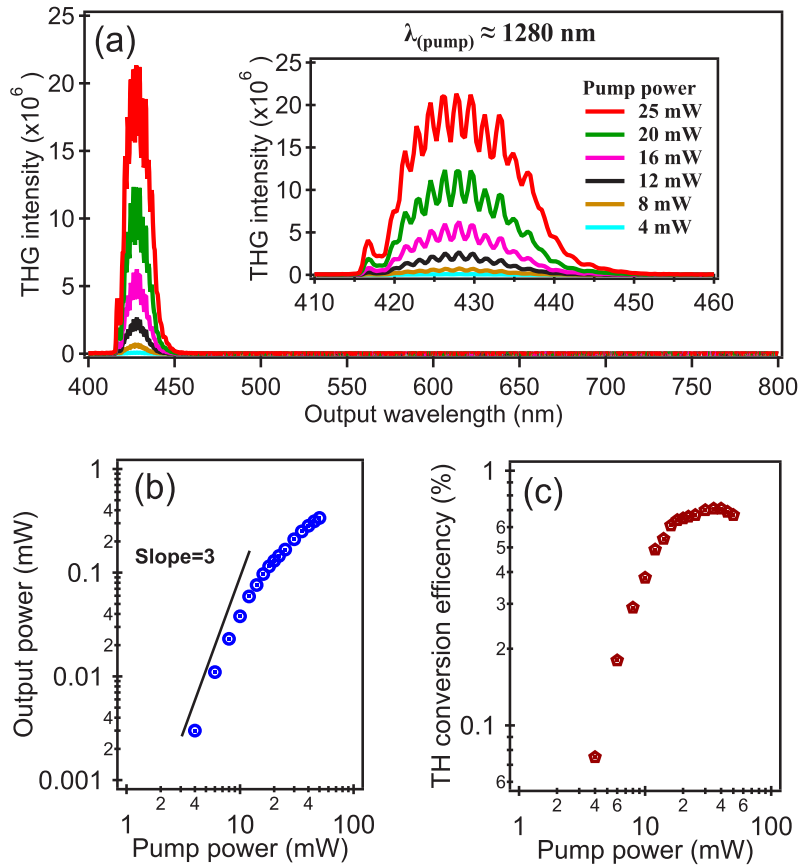 (a)
λ(pump) ≈ 1280 nm
THG intensity (x10⁶)
25
20
15
10
5
0
400 450 500 550 600 650 700 750 800
Output wavelength (nm)
THG intensity (x10⁶)
25
20
15
10
5
0
410 420 430 440 450 460
Pump power
25 mW
20 mW
16 mW
12 mW
8 mW
4 mW
(b)
Slope=3
Output power (mW)
1
4
2
0.1
4
2
0.01
4
2
0.001
2 4 2 4
1 10 100
Pump power (mW)
(c)
TH conversion efficency (%)
1
6
5
4
3
2
0.1
6
2 4 6 2 4 6
1 10 100
Pump power (mW)